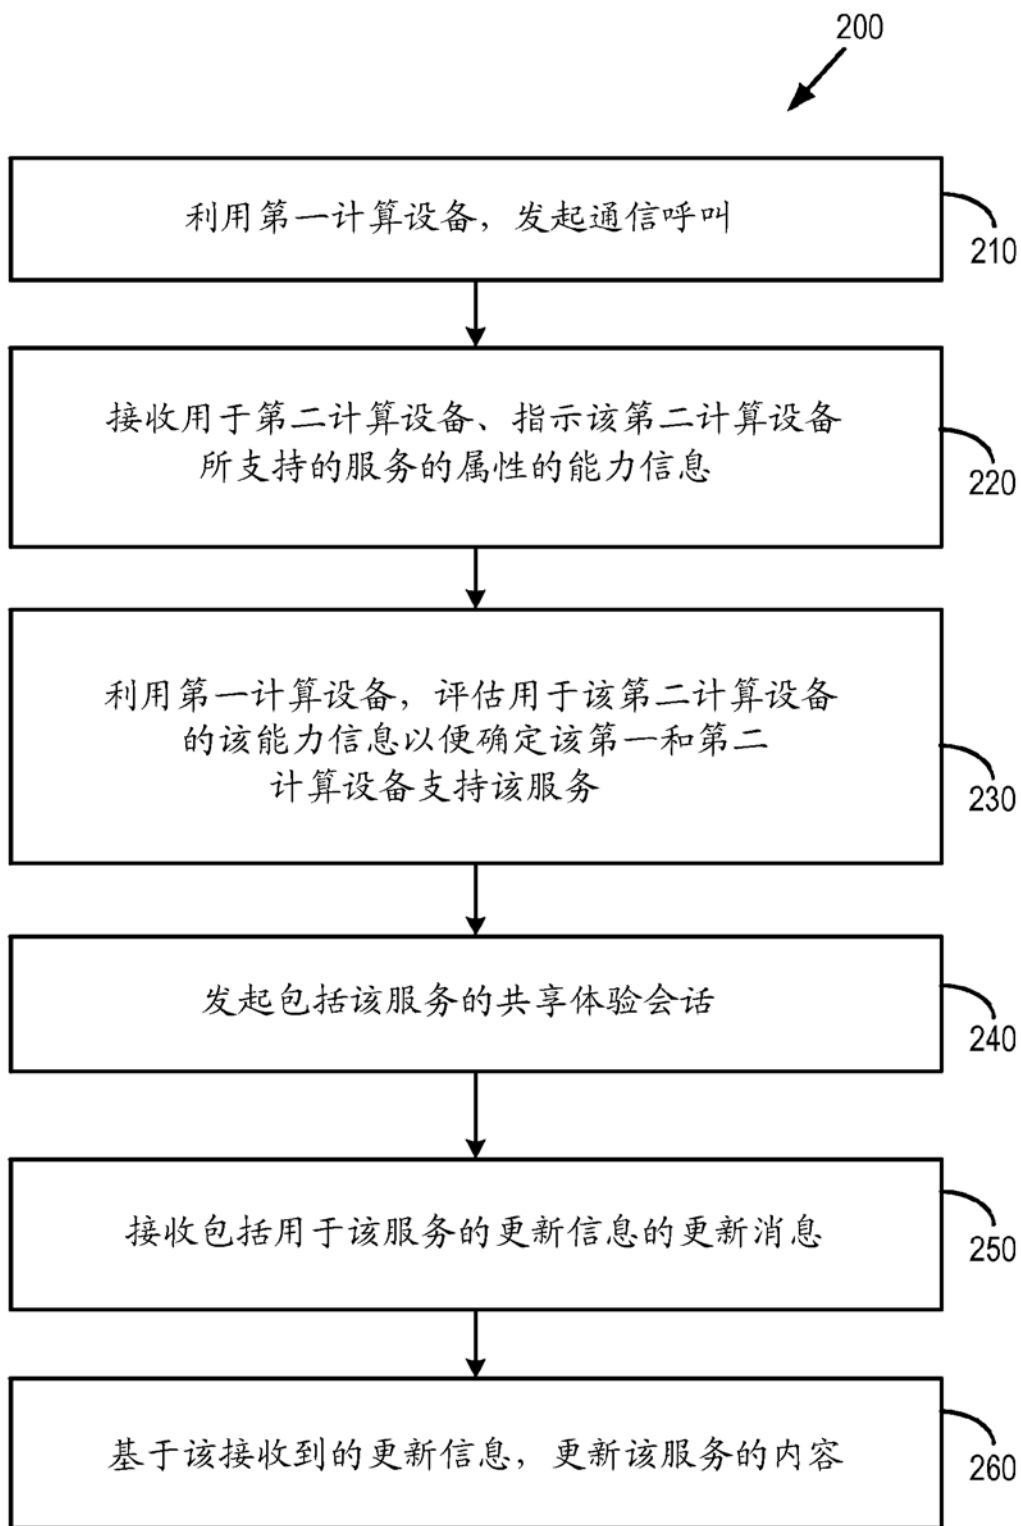 200
利用第一计算设备，发起通信呼叫
210
接收用于第二计算设备、指示该第二计算设备
所支持的服务的属性的能力信息
220
利用第一计算设备，评估用于该第二计算设备
的该能力信息以便确定该第一和第二
计算设备支持该服务
230
发起包括该服务的共享体验会话
240
接收包括用于该服务的更新信息的更新消息
250
基于该接收到的更新信息，更新该服务的内容
260